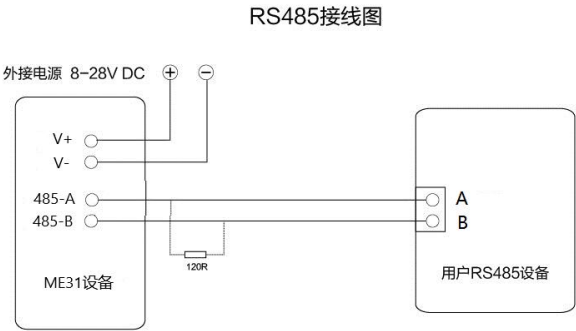 RS485接线图
外接电源 8-28V DC
V+
V-
485-A
485-B
A
B
120R
ME31设备
用户RS485设备